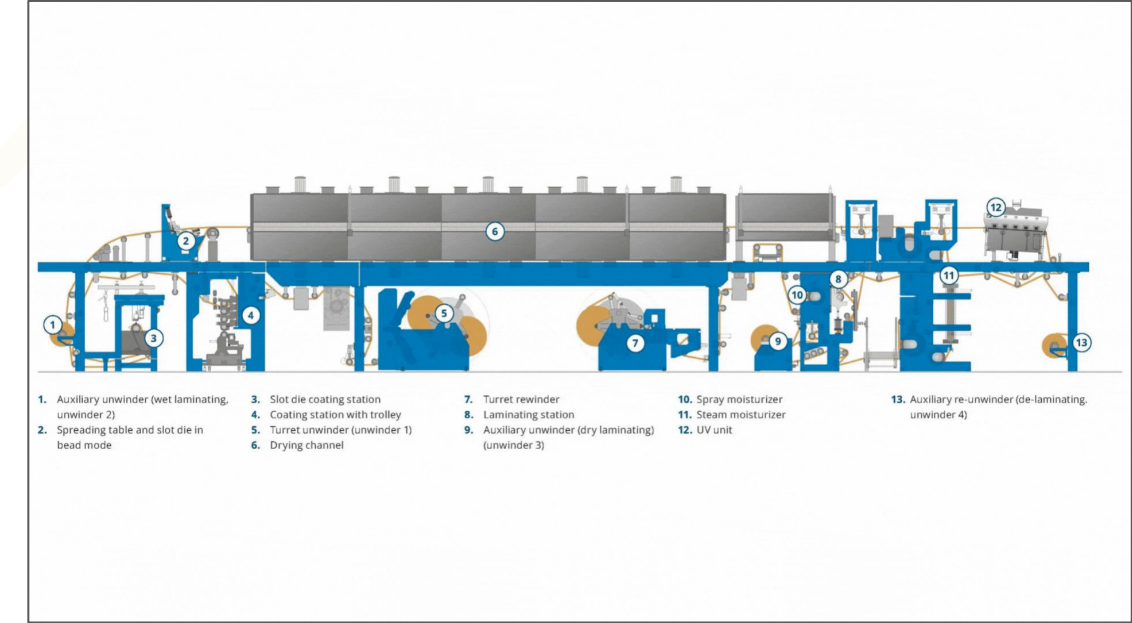 12
2
6
11
8
10
4
5
1
3
7
9
13
1. Auxiliary unwinder (wet laminating,
unwinder 2)
2. Spreading table and slot die in
bead mode
3. Slot die coating station
4. Coating station with trolley
5. Turret unwinder (unwinder 1)
6. Drying channel
7. Turret rewinder
8. Laminating station
9. Auxiliary unwinder (dry laminating)
(unwinder 3)
10. Spray moisturizer
11. Steam moisturizer
12. UV unit
13. Auxiliary re-unwinder (de-laminating.
unwinder 4)